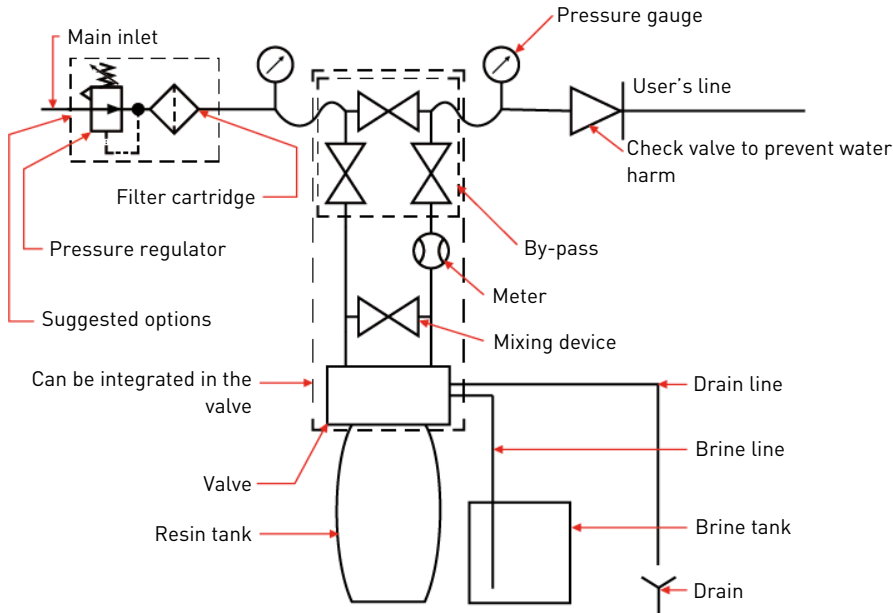 Pressure gauge
Main inlet
User's line
Check valve to prevent water
harm
Filter cartridge
By-pass
Pressure regulator
Meter
Suggested options
Mixing device
Can be integrated in the
valve
Drain line
Brine line
Valve
Resin tank
Brine tank
Drain